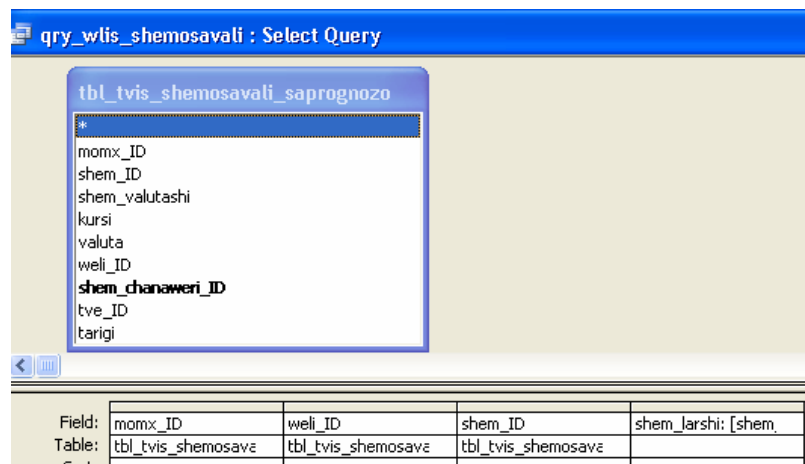 qry_wlis_shemosavali : Select Query
tbl_tvis_shemosavali_saprognozo
*
momx_ID
shem_ID
shem_valutashi
kursi
valuta
weli_ID
shem_chanaweri_ID
tve_ID
tarigi
Field: momx_ID weli_ID shem_ID shem_larshi: [shem_
Table: tbl_tvis_shemosava tbl_tvis_shemosava tbl_tvis_shemosava